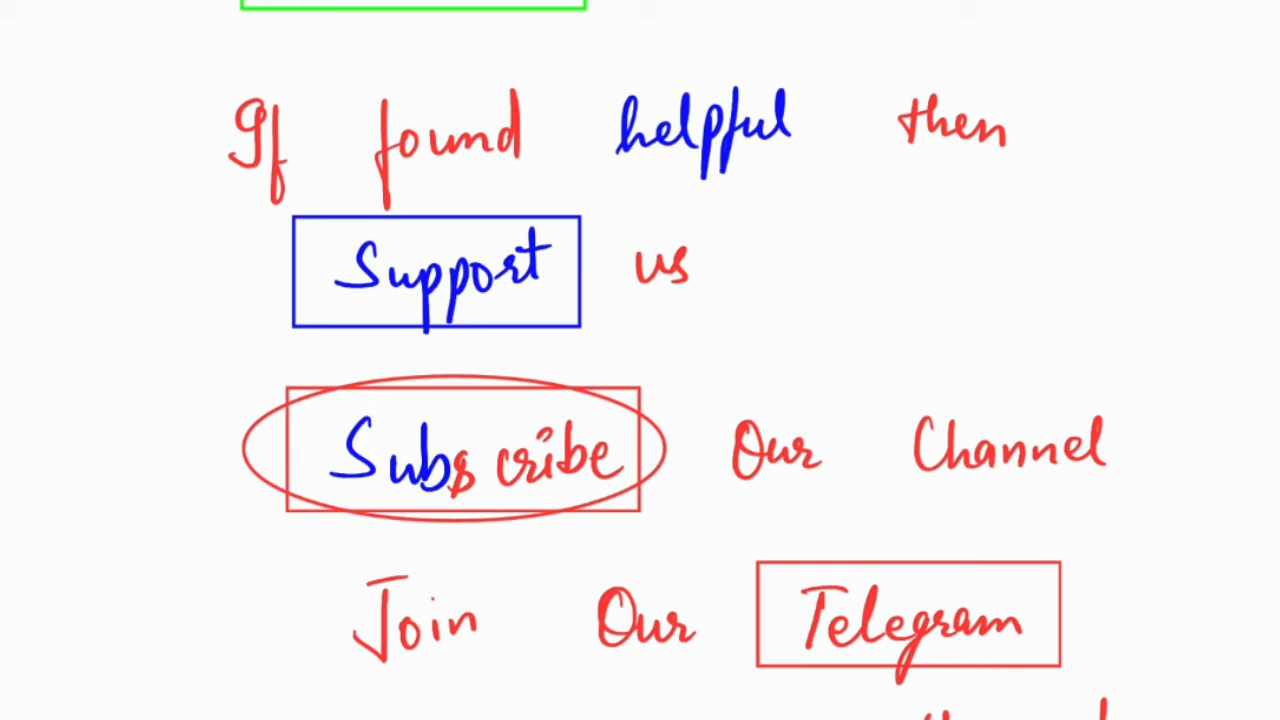 If found helpful then
Support us
Subscribe Our Channel
Join Our Telegram